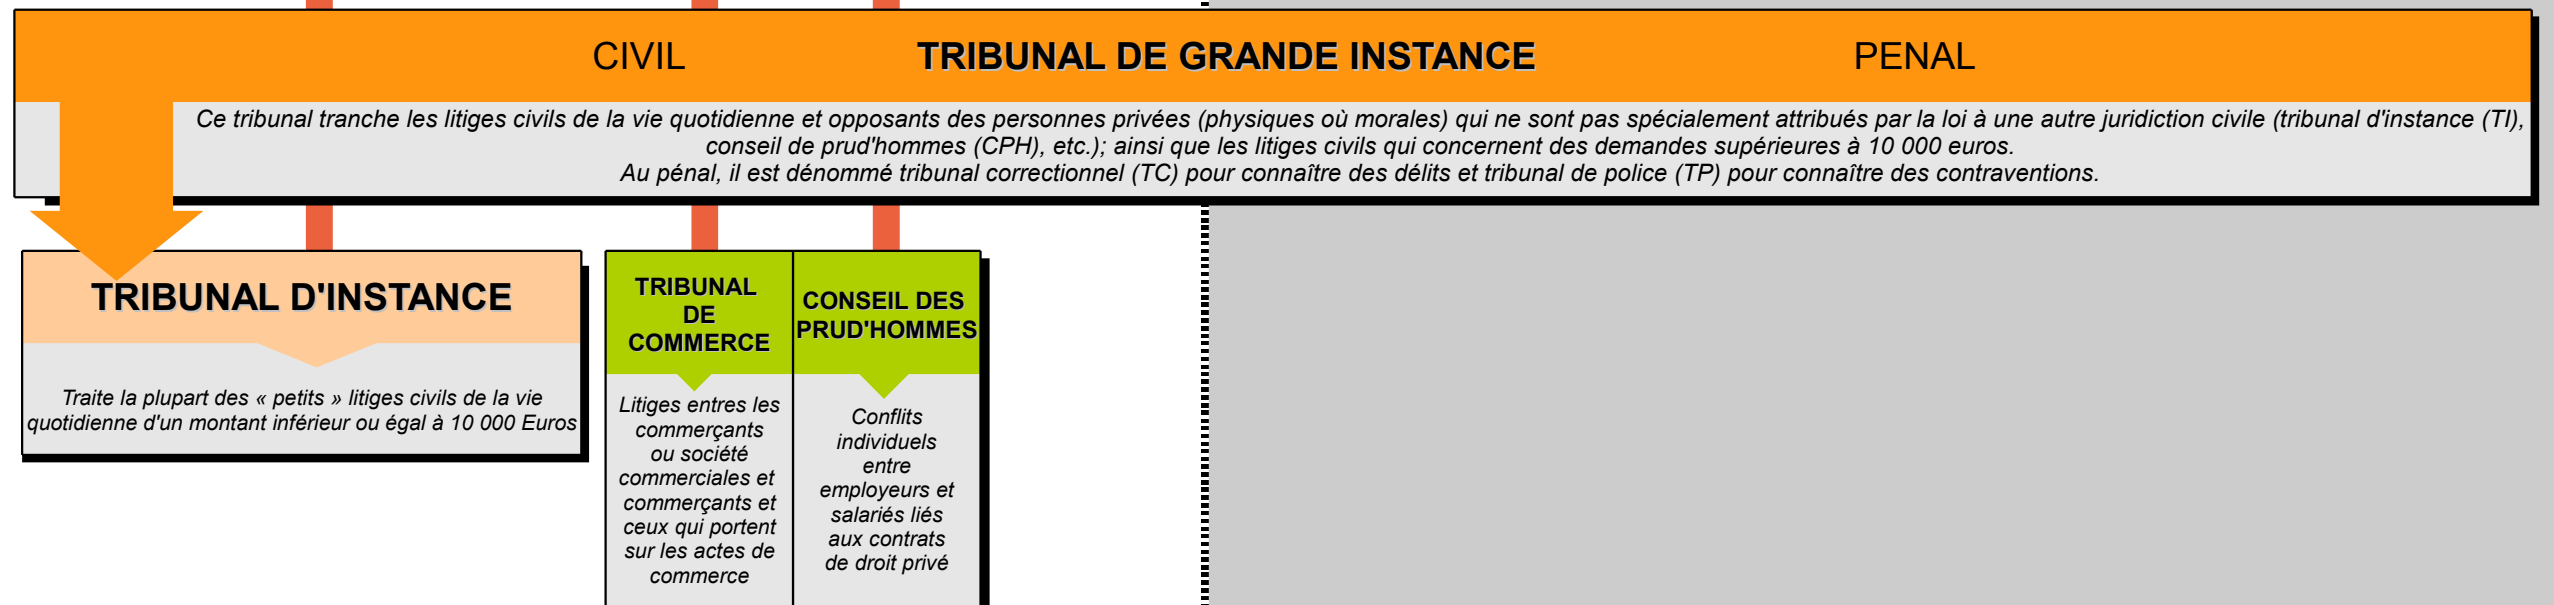 CIVIL TRIBUNAL DE GRANDE INSTANCE PENAL
Ce tribunal tranche les litiges civils de la vie quotidienne et opposants des personnes privées (physiques où morales) qui ne sont pas spécialement attribués par la loi à une autre juridiction civile (tribunal d'instance (TI),
conseil de prud'hommes (CPH), etc.); ainsi que les litiges civils qui concernent des demandes supérieures à 10 000 euros.
Au pénal, il est dénommé tribunal correctionnel (TC) pour connaître des délits et tribunal de police (TP) pour connaître des contraventions.
TRIBUNAL D'INSTANCE
Traite la plupart des « petits » litiges civils de la vie
quotidienne d'un montant inférieur ou égal à 10 000 Euros
TRIBUNAL
DE
COMMERCE
Litiges entres les
commerçants
ou société
commerciales et
commerçants et
ceux qui portent
sur les actes de
commerce
CONSEIL DES
PRUD'HOMMES
Conflits
individuels
entre
employeurs et
salariés liés
aux contrats
de droit privé